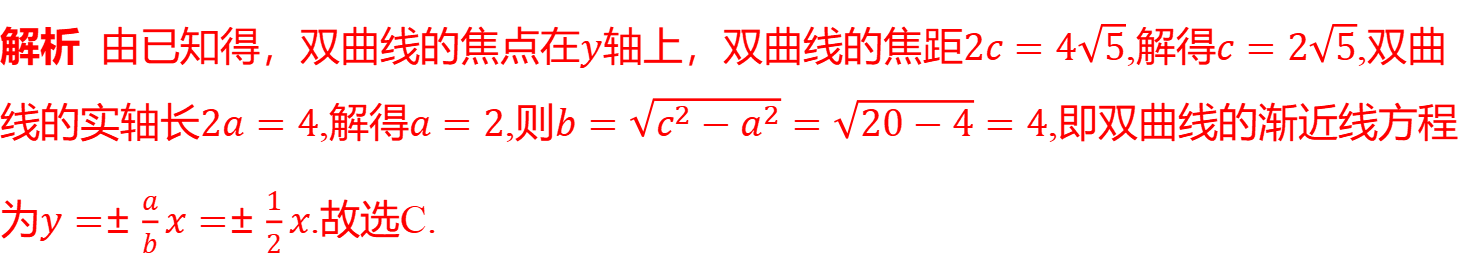 解析 由已知得，双曲线的焦点在y轴上，双曲线的焦距2c = 4√5,解得c = 2√5,双曲
线的实轴长2a = 4,解得a = 2,则b = √(c² − a²) = √(20 − 4) = 4,即双曲线的渐近线方程
为y =± a/b x =± 1/2 x.故选C.